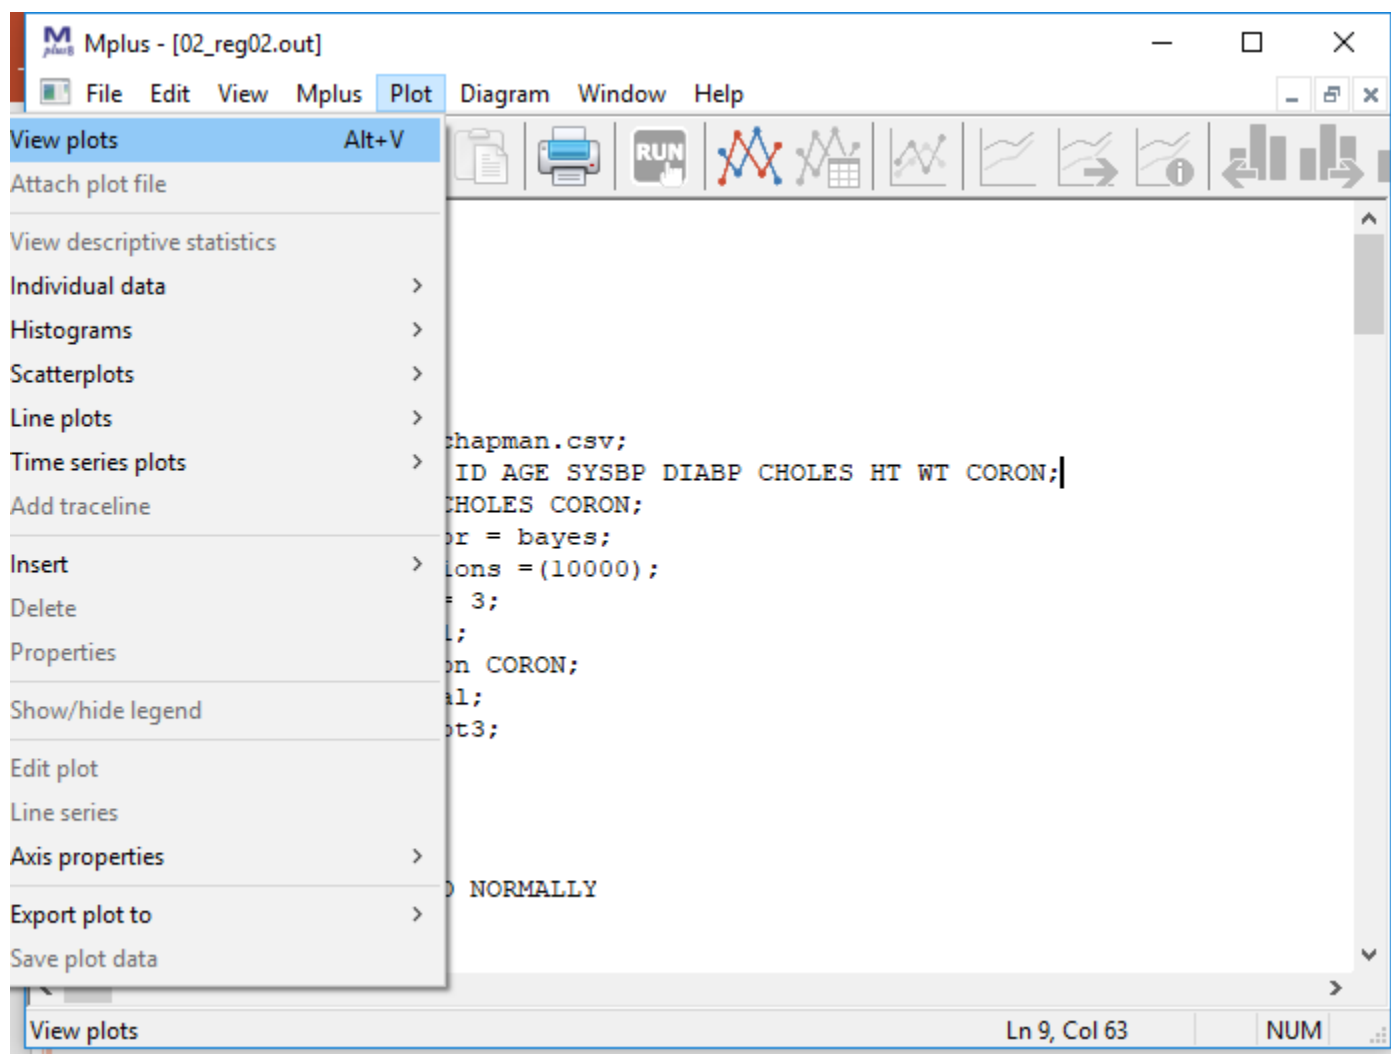 M
plus8
Mplus - [02_reg02.out]
File Edit View Mplus Plot Diagram Window Help
View plots Alt+V
RUN
Attach plot file
View descriptive statistics
Individual data
Histograms
Scatterplots
Line plots
chapman.csv;
Time series plots
ID AGE SYSBP DIABP CHOLES HT WT CORON;
Add traceline
CHOLES CORON;
or = bayes;
Insert
ions =(10000);
Delete
= 3;
l;
Properties
on CORON;
al;
Show/hide legend
ot3;
Edit plot
Line series
Axis properties
D NORMALLY
Export plot to
Save plot data
View plots Ln 9, Col 63 NUM